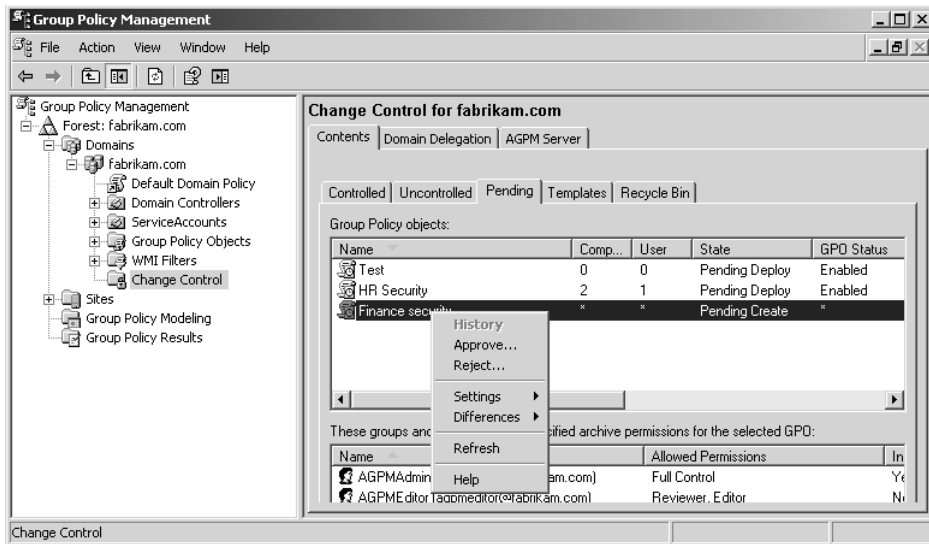 Group Policy Management
File Action View Window Help
Group Policy Management
Forest: fabrikam.com
Domains
fabrikam.com
Default Domain Policy
Domain Controllers
ServiceAccounts
Group Policy Objects
WMI Filters
Change Control
Sites
Group Policy Modeling
Group Policy Results
Change Control for fabrikam.com
Contents Domain Delegation AGPM Server
Controlled Uncontrolled Pending Templates Recycle Bin
Group Policy objects:
Name Comp... User State GPO Status
Test 0 0 Pending Deploy Enabled
HR Security 2 1 Pending Deploy Enabled
Finance security * * Pending Create *
History
Approve...
Reject...
Settings
Differences
Refresh
Help
These groups and cified archive permissions for the selected GPO:
Name Allowed Permissions In
AGPMAdmin am.com) Full Control Ye
AGPMEditor (agpmeditor@fabrikam.com) Reviewer, Editor No
Change Control